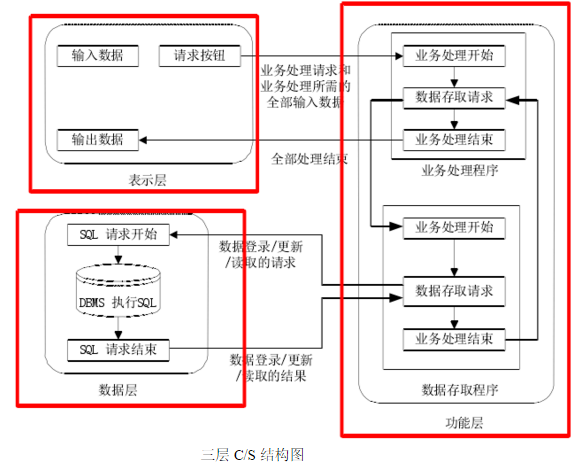 输入数据
请求按钮
输出数据
表示层
业务处理请求和
业务处理所需的
全部输入数据
全部处理结束
业务处理开始
数据存取请求
业务处理结束
业务处理程序
SQL 请求开始
DBMS 执行SQL
SQL 请求结束
数据层
数据登录/更新
/读取的请求
数据登录/更新
/读取的结果
业务处理开始
数据存取请求
业务处理结束
数据存取程序
功能层
三层 C/S 结构图